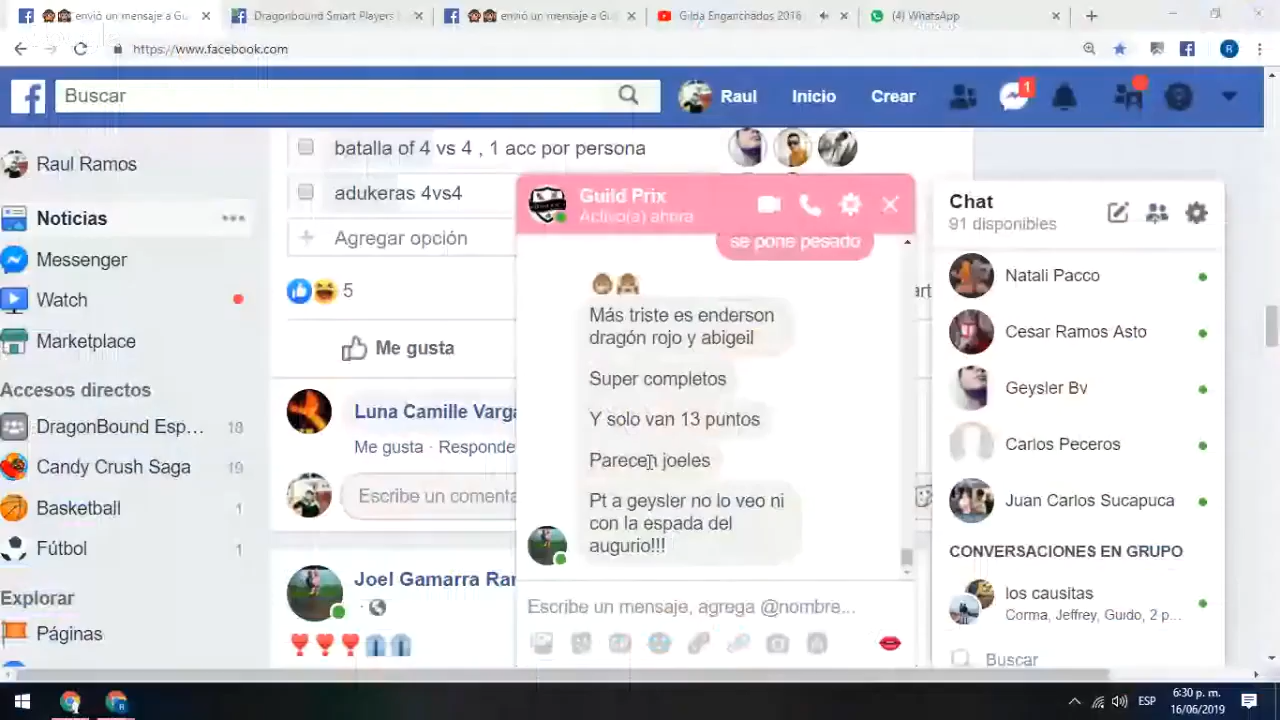 envió un mensaje a Gu
Dragonbound Smart Players
envió un mensaje a Gu
Gilda Enganchados 2016
(4) WhatsApp
https://www.facebook.com
R
Buscar
Raul
Inicio
Crear
1
Raul Ramos
Noticias
Messenger
Watch
Marketplace
Accesos directos
DragonBound Esp... 18
Candy Crush Saga 19
Basketball 1
Fútbol 1
Explorar
Páginas
batalla of 4 vs 4 , 1 acc por persona
adukeras 4vs4
Agregar opción
5
Me gusta
Luna Camille Varga
Me gusta · Responde
Escribe un comenta
Joel Gamarra Ran
Guild Prix
Activo(a) ahora
se pone pesado
Más triste es enderson
dragón rojo y abigeil
Super completos
Y solo van 13 puntos
Parecen joeles
Pt a geysler no lo veo ni
con la espada del
augurio!!!
Escribe un mensaje, agrega @nombre...
Chat
91 disponibles
Natali Pacco
Cesar Ramos Asto
Geysler Bv
Carlos Peceros
Juan Carlos Sucapuca
CONVERSACIONES EN GRUPO
los causitas
Corma, Jeffrey, Guido, 2 p...
Buscar
ESP
6:30 p. m.
16/06/2019